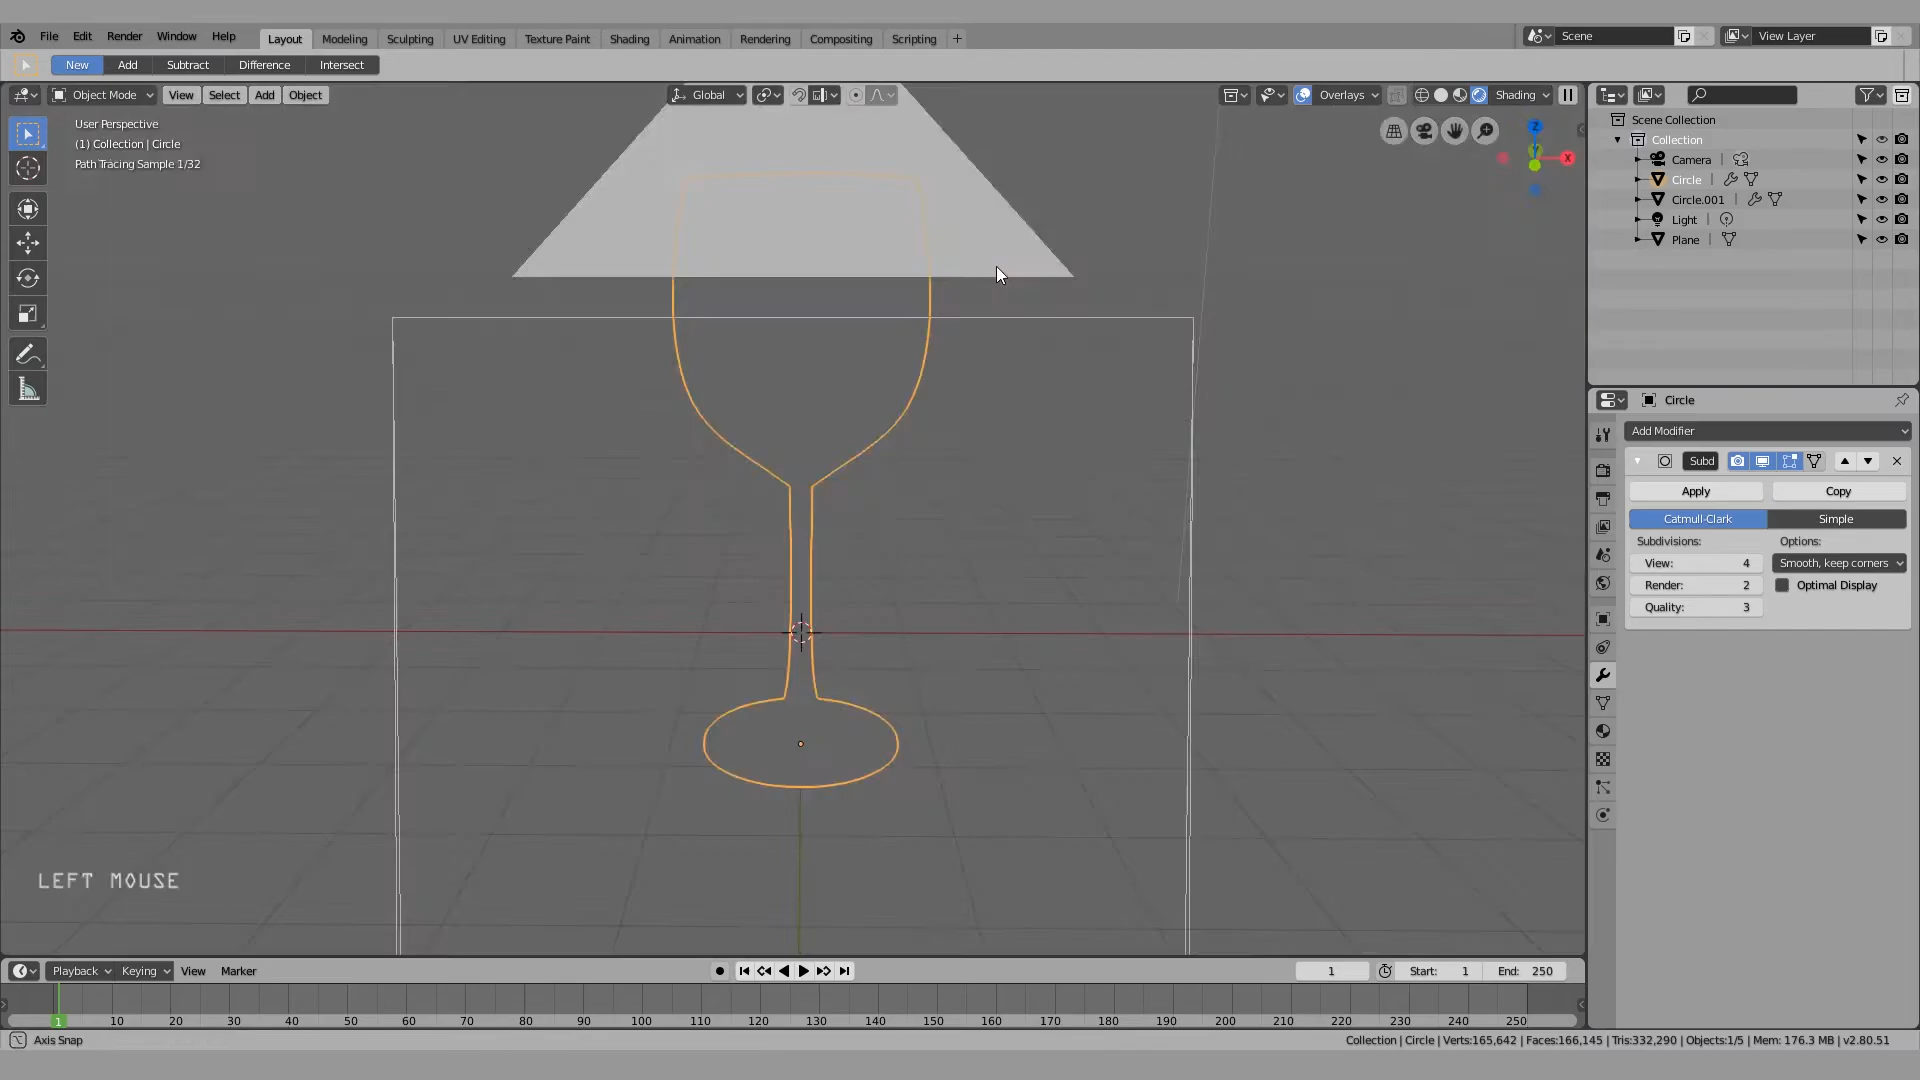 File Edit Render Window Help Layout Modeling Sculpting UV Editing Texture Paint Shading Animation Rendering Compositing Scripting + Scene View Layer
New Add Subtract Difference Intersect
Object Mode View Select Add Object Global Overlays Shading
User Perspective
(1) Collection | Circle
Path Tracing Sample 1/32
Z
Y
X
Scene Collection
Collection
Camera
Circle
Circle.001
Light
Plane
Circle
Add Modifier
Subd
Apply Copy
Catmull-Clark Simple
Subdivisions: Options:
View: 4 Smooth, keep corners
Render: 2 Optimal Display
Quality: 3
LEFT MOUSE
Playback Keying View Marker 1 Start: 1 End: 250
1 10 20 30 40 50 60 70 80 90 100 110 120 130 140 150 160 170 180 190 200 210 220 230 240 250
Axis Snap Collection | Circle | Verts:165,642 | Faces:166,145 | Tris:332,290 | Objects:1/5 | Mem: 176.3 MB | v2.80.51